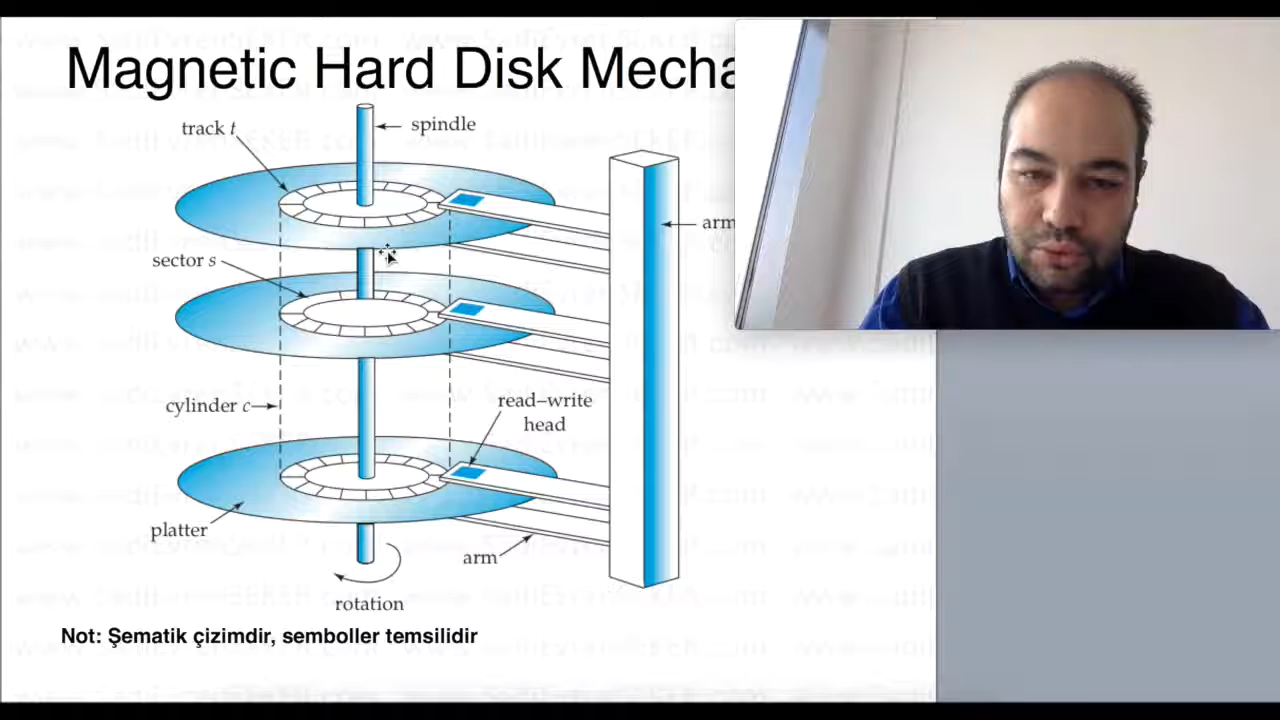 Magnetic Hard Disk Mecha
track t
spindle
arm
sector s
cylinder c
read–write
head
platter
arm
rotation
Not: Şematik çizimdir, semboller temsilidir